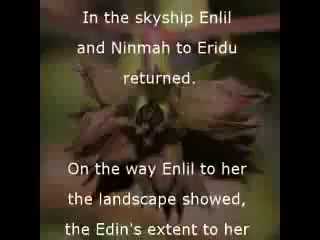 In the skyship Enlil
and Ninmah to Eridu
returned.
On the way Enlil to her
the landscape showed,
the Edin's extent to her